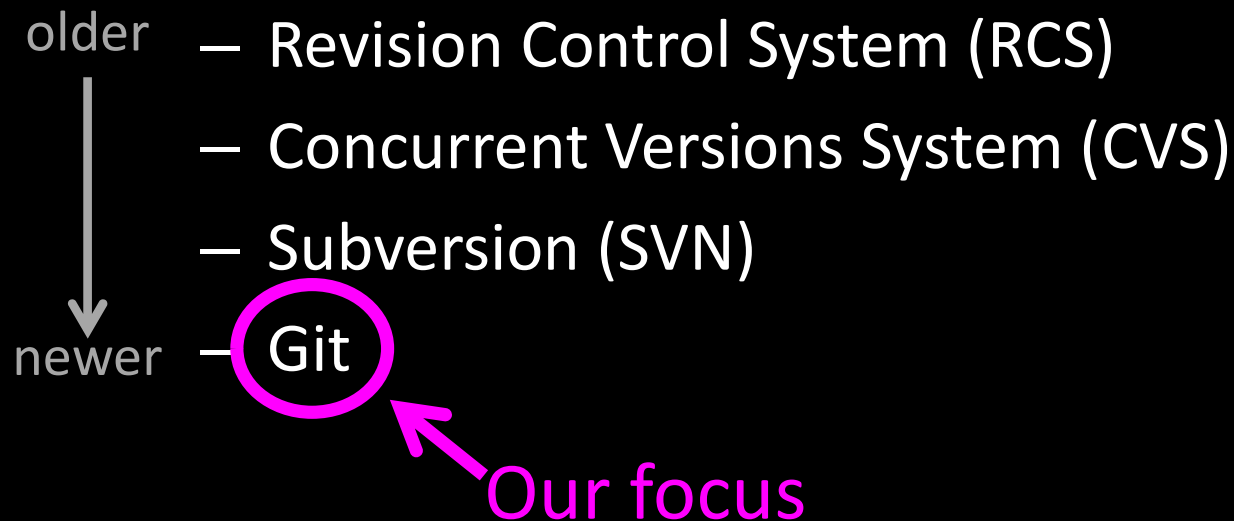 older
— Revision Control System (RCS)
— Concurrent Versions System (CVS)
— Subversion (SVN)
newer
— Git
Our focus